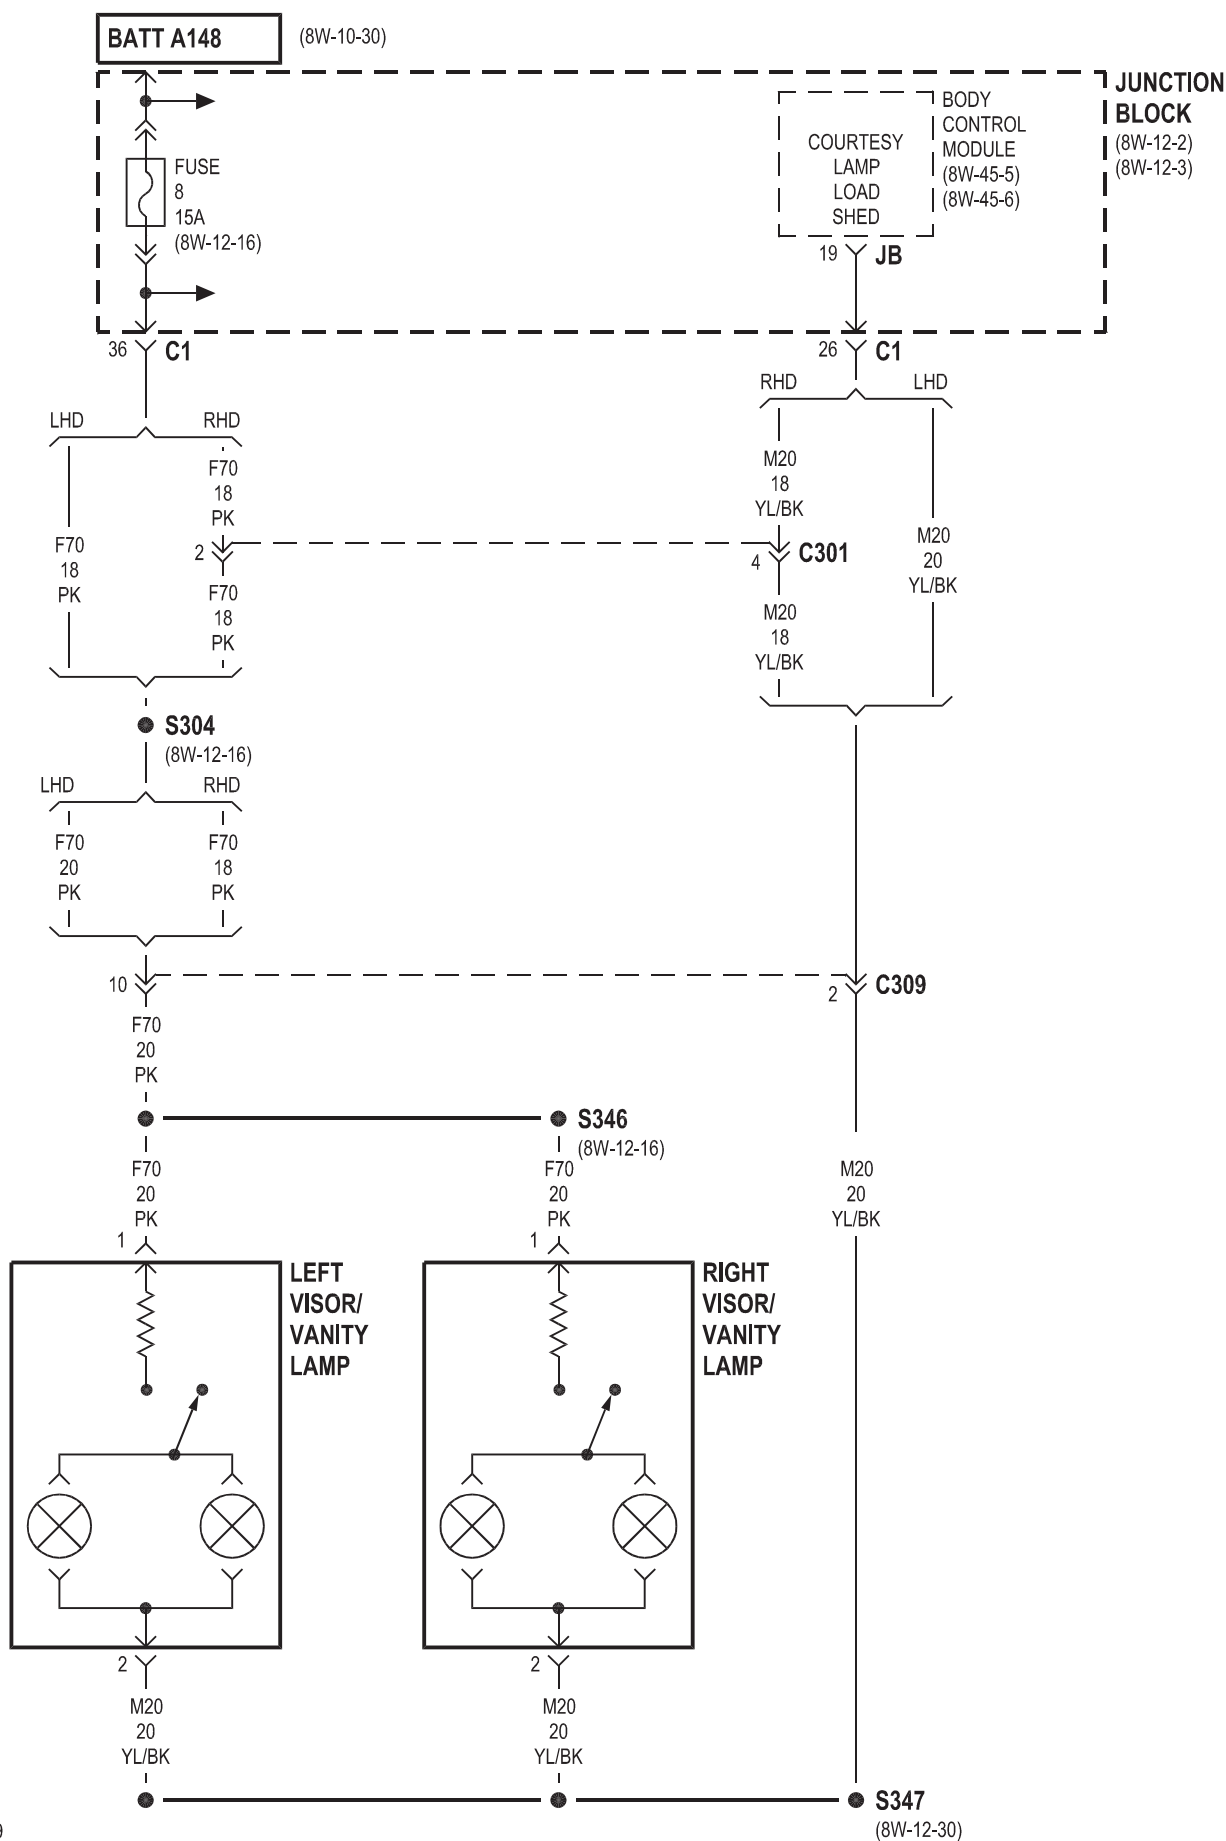 BATT A148
(8W-10-30)
JUNCTION
BLOCK
(8W-12-2)
(8W-12-3)
BODY
CONTROL
MODULE
(8W-45-5)
(8W-45-6)
COURTESY
LAMP
LOAD
SHED
FUSE
8
15A
(8W-12-16)
19
JB
36
C1
26
C1
RHD
LHD
LHD
RHD
F70
18
PK
M20
18
YL/BK
F70
18
PK
M20
20
YL/BK
2
4
C301
F70
18
PK
M20
18
YL/BK
S304
(8W-12-16)
LHD
RHD
F70
20
PK
F70
18
PK
10
2
C309
F70
20
PK
S346
(8W-12-16)
F70
20
PK
F70
20
PK
M20
20
YL/BK
1
1
LEFT
VISOR/
VANITY
LAMP
RIGHT
VISOR/
VANITY
LAMP
2
2
M20
20
YL/BK
M20
20
YL/BK
S347
(8W-12-30)